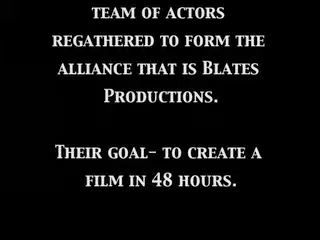 team of actors
regathered to form the
alliance that is Blates
Productions.
Their goal- to create a
film in 48 hours.